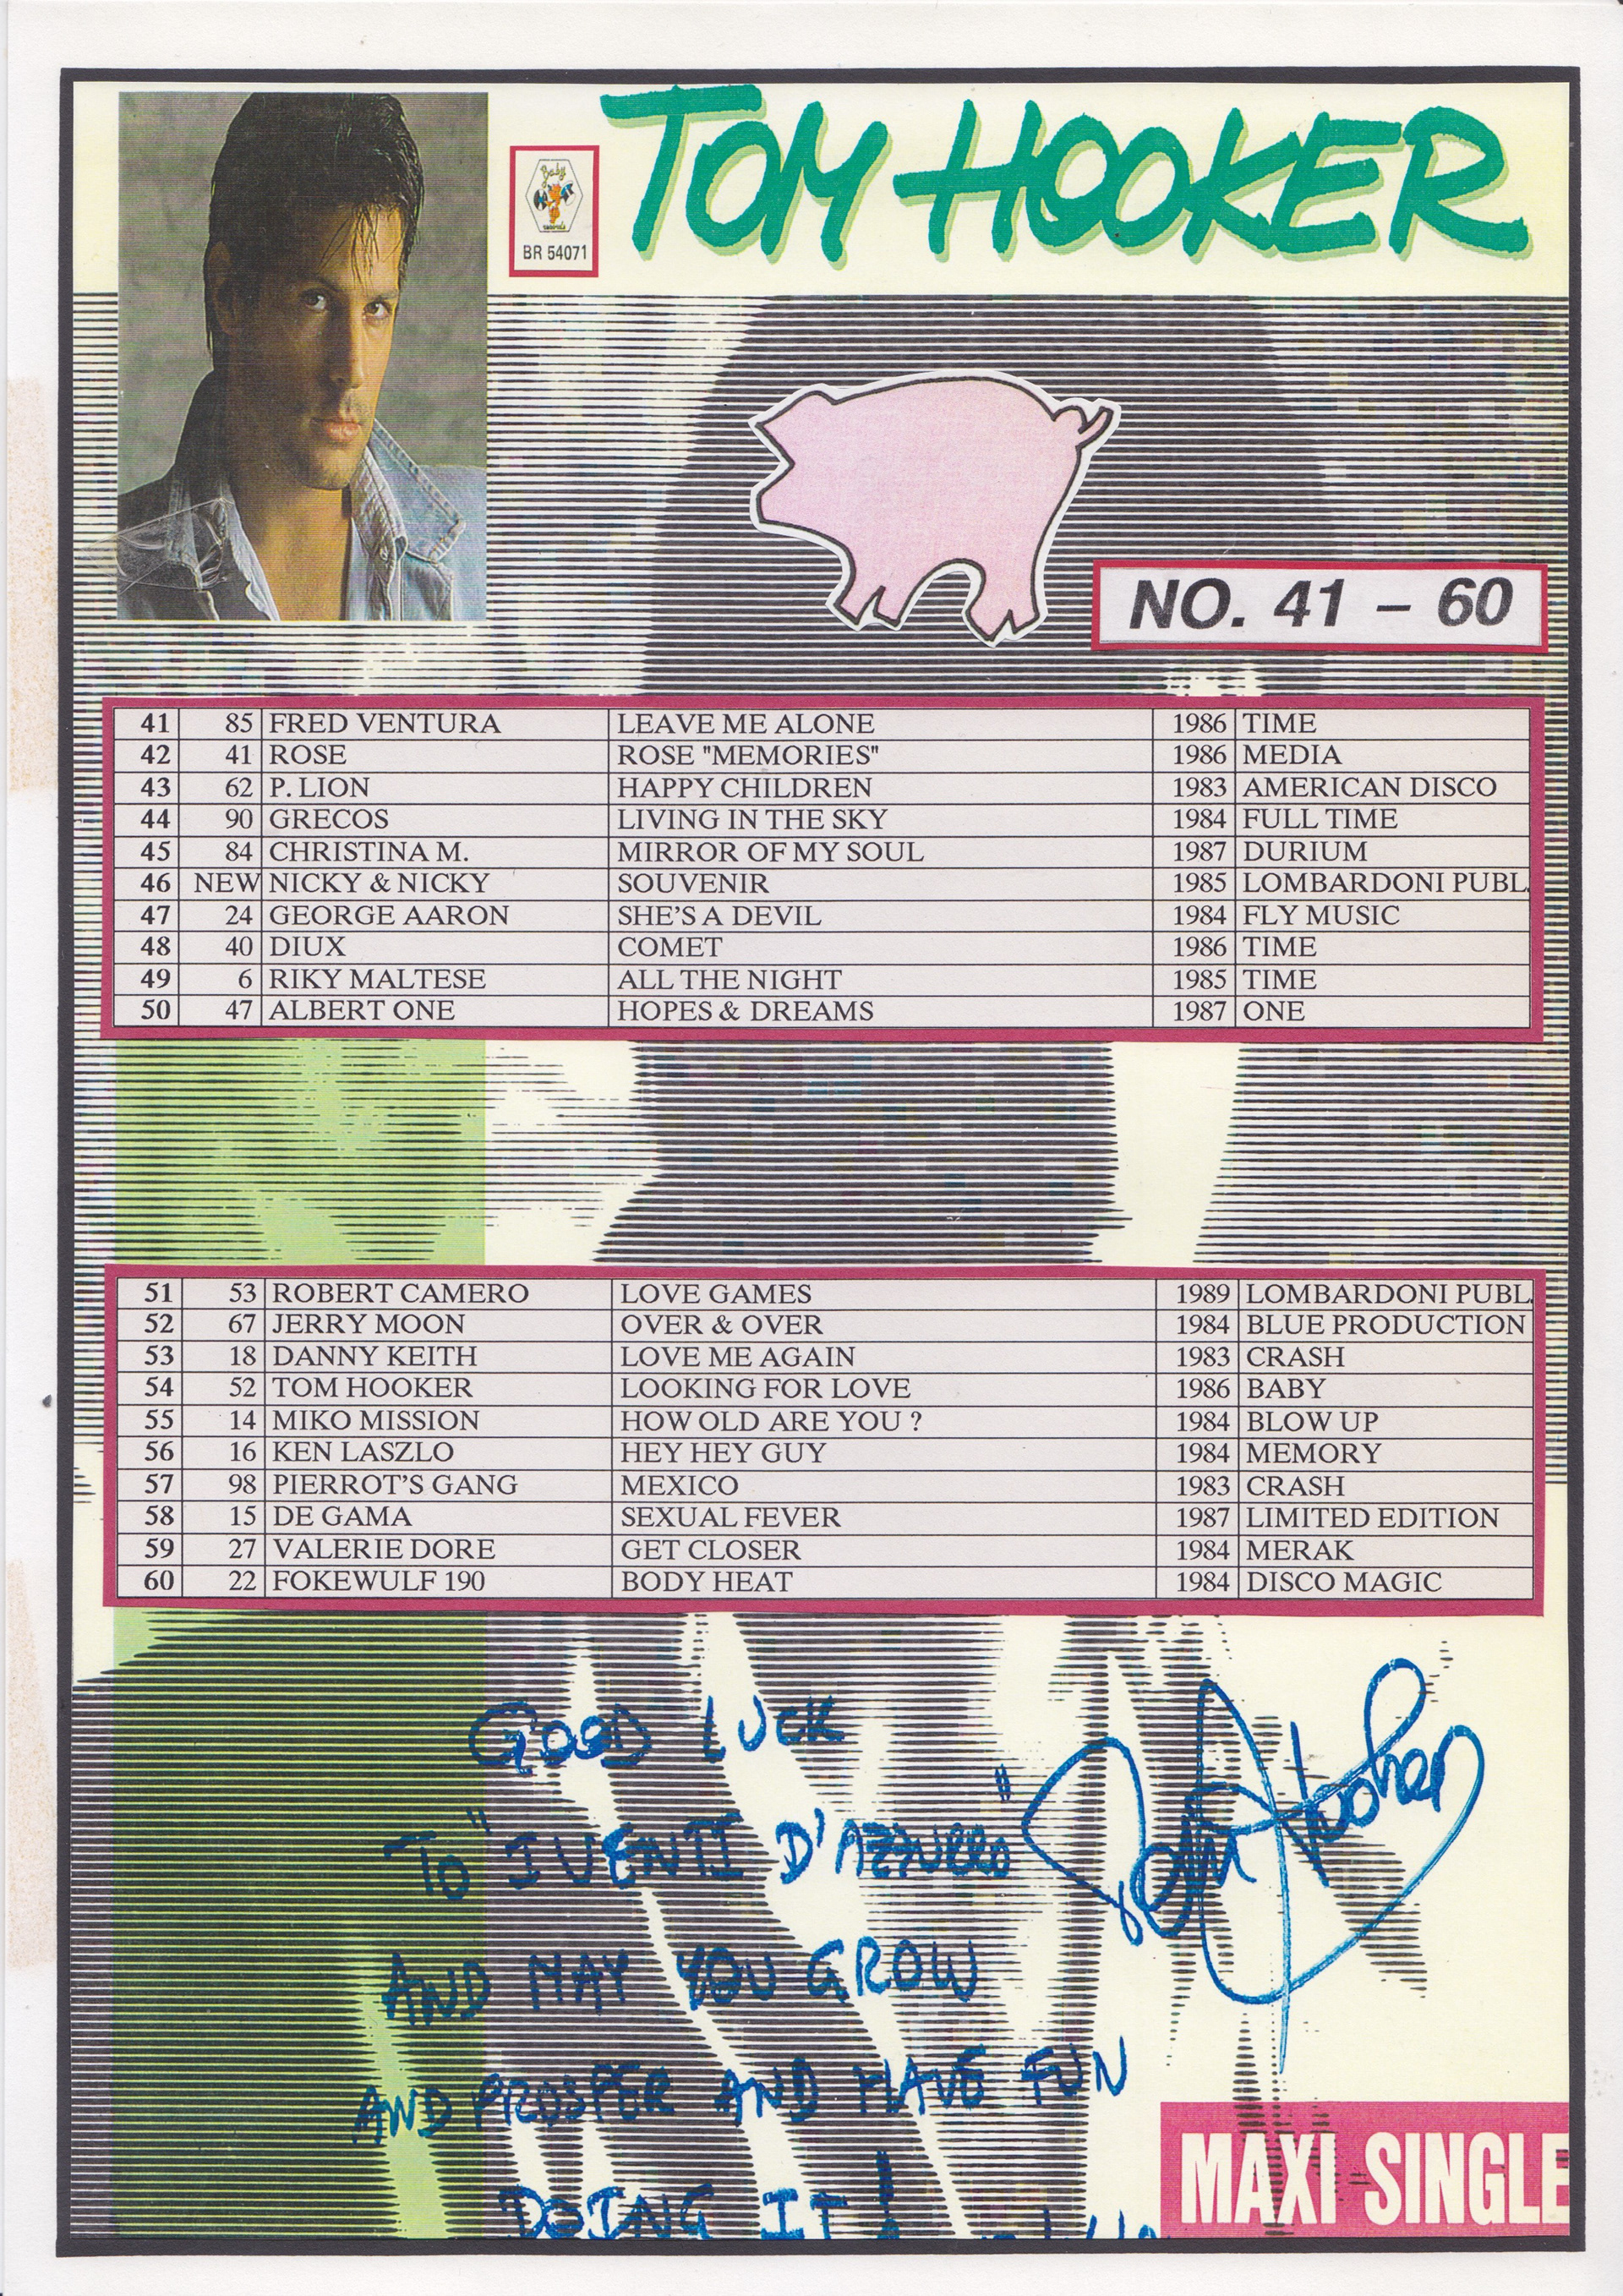 TOM HOOKER
Baby
RECORDS
BR 54071
NO. 41 – 60
41 85 FRED VENTURA LEAVE ME ALONE 1986 TIME
42 41 ROSE ROSE "MEMORIES" 1986 MEDIA
43 62 P. LION HAPPY CHILDREN 1983 AMERICAN DISCO
44 90 GRECOS LIVING IN THE SKY 1984 FULL TIME
45 84 CHRISTINA M. MIRROR OF MY SOUL 1987 DURIUM
46 NEW NICKY & NICKY SOUVENIR 1985 LOMBARDONI PUBL.
47 24 GEORGE AARON SHE'S A DEVIL 1984 FLY MUSIC
48 40 DIUX COMET 1986 TIME
49 6 RIKY MALTESE ALL THE NIGHT 1985 TIME
50 47 ALBERT ONE HOPES & DREAMS 1987 ONE
51 53 ROBERT CAMERO LOVE GAMES 1989 LOMBARDONI PUBL.
52 67 JERRY MOON OVER & OVER 1984 BLUE PRODUCTION
53 18 DANNY KEITH LOVE ME AGAIN 1983 CRASH
54 52 TOM HOOKER LOOKING FOR LOVE 1986 BABY
55 14 MIKO MISSION HOW OLD ARE YOU ? 1984 BLOW UP
56 16 KEN LASZLO HEY HEY GUY 1984 MEMORY
57 98 PIERROT'S GANG MEXICO 1983 CRASH
58 15 DE GAMA SEXUAL FEVER 1987 LIMITED EDITION
59 27 VALERIE DORE GET CLOSER 1984 MERAK
60 22 FOKEWULF 190 BODY HEAT 1984 DISCO MAGIC
GOOD LUCK
TO "I VENTI D'AZZURRO"
AND MAY YOU GROW
AND PROSPER AND HAVE FUN
DOING IT!
Tom Hooker
MAXI SINGLE